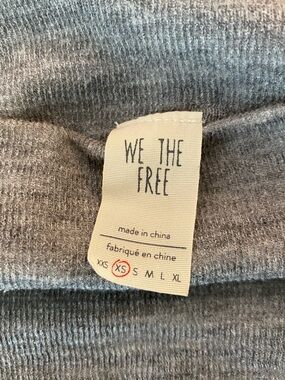 WE THE
FREE
made in china
fabriqué en chine
XXS XS S M L XL